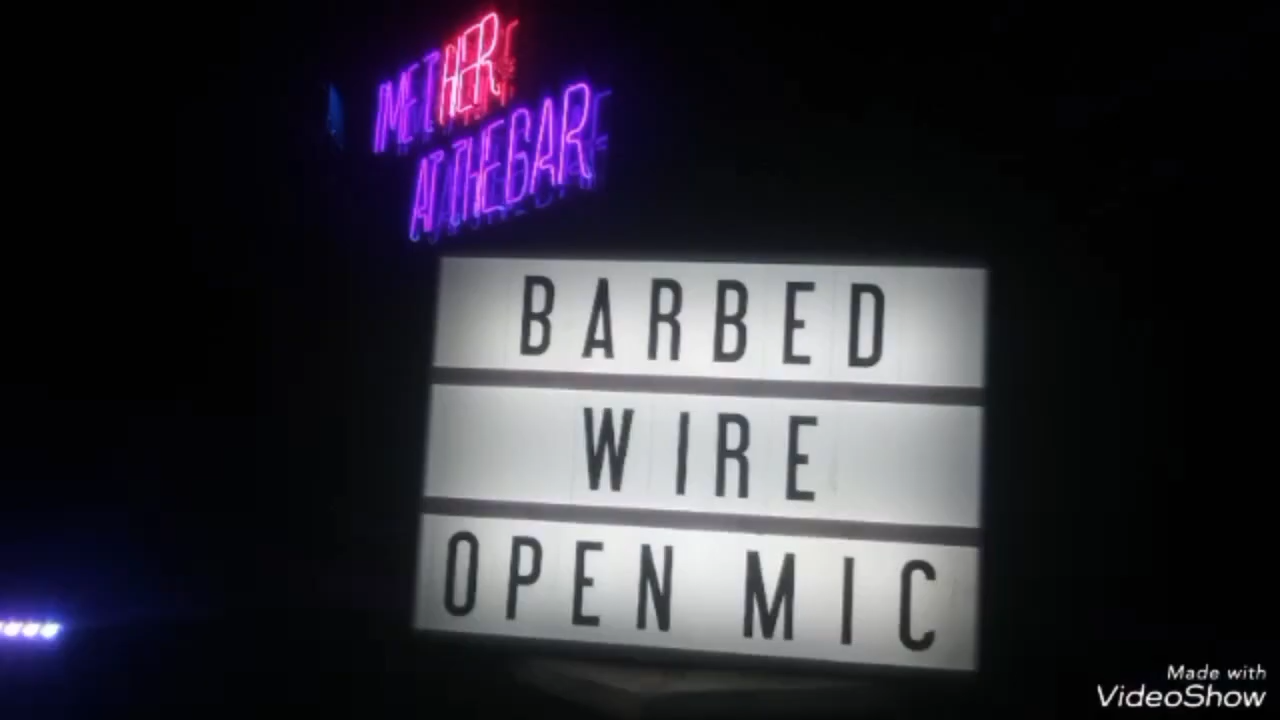 I MET HER
AT THE BAR
BARBED
WIRE
OPEN MIC
Made with
VideoShow